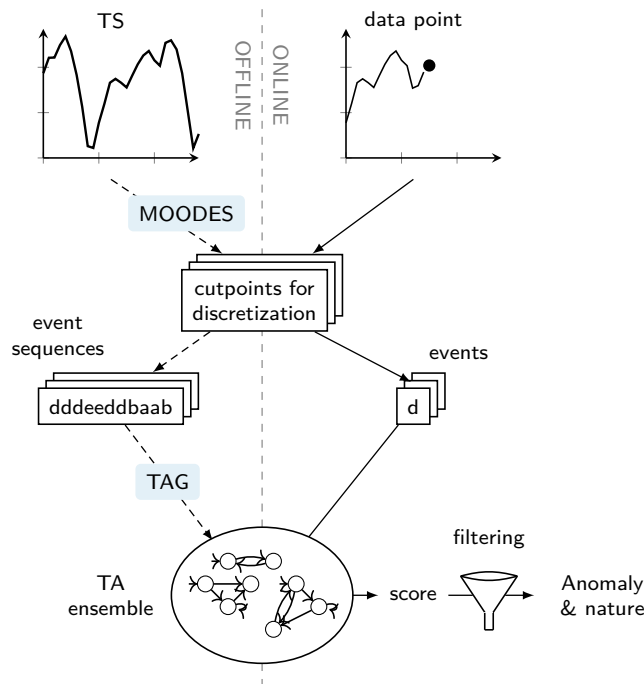 TS
data point
OFFLINE
ONLINE
MOODES
cutpoints for
discretization
event
sequences
events
dddeeddbaab
d
TAG
filtering
TA
ensemble
score
Anomaly
& nature